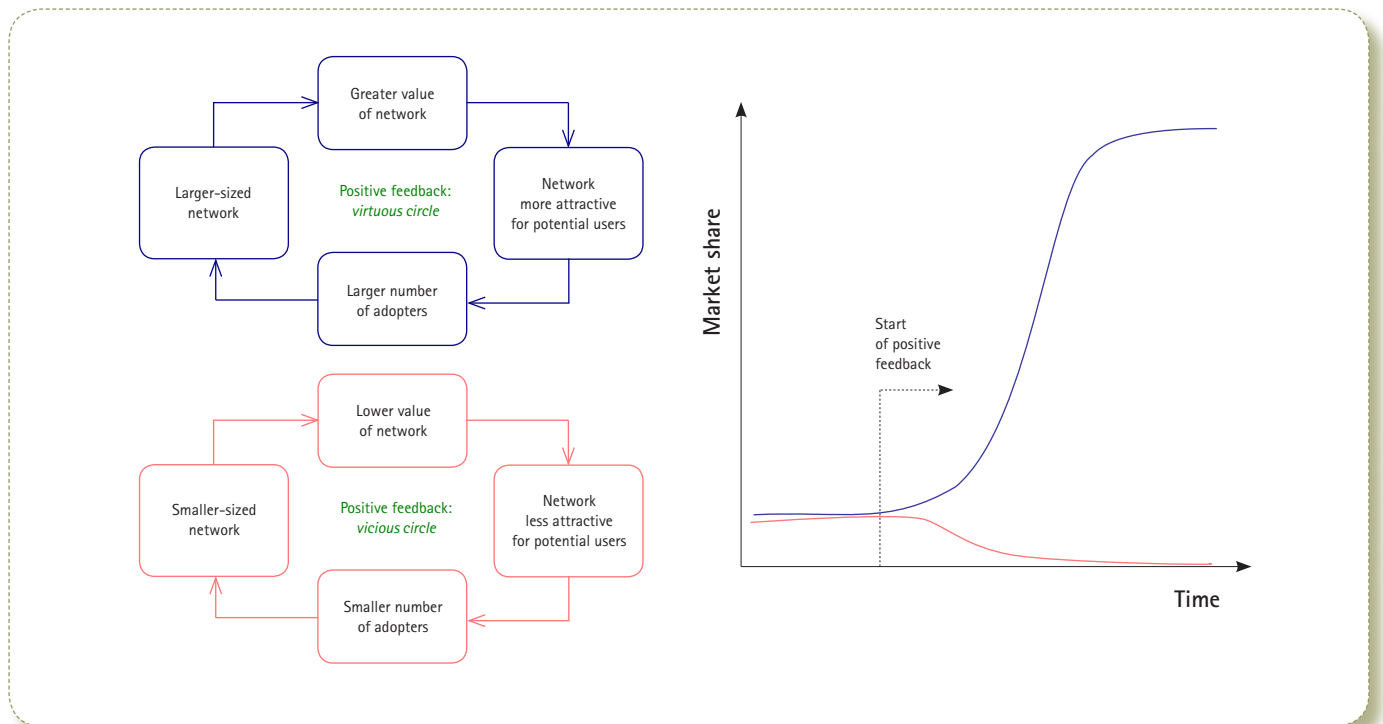 Greater value
of network
Larger-sized
network
Positive feedback:
virtuous circle
Network
more attractive
for potential users
Larger number
of adopters
Lower value
of network
Smaller-sized
network
Positive feedback:
vicious circle
Network
less attractive
for potential users
Smaller number
of adopters
Market share
Start
of positive
feedback
Time